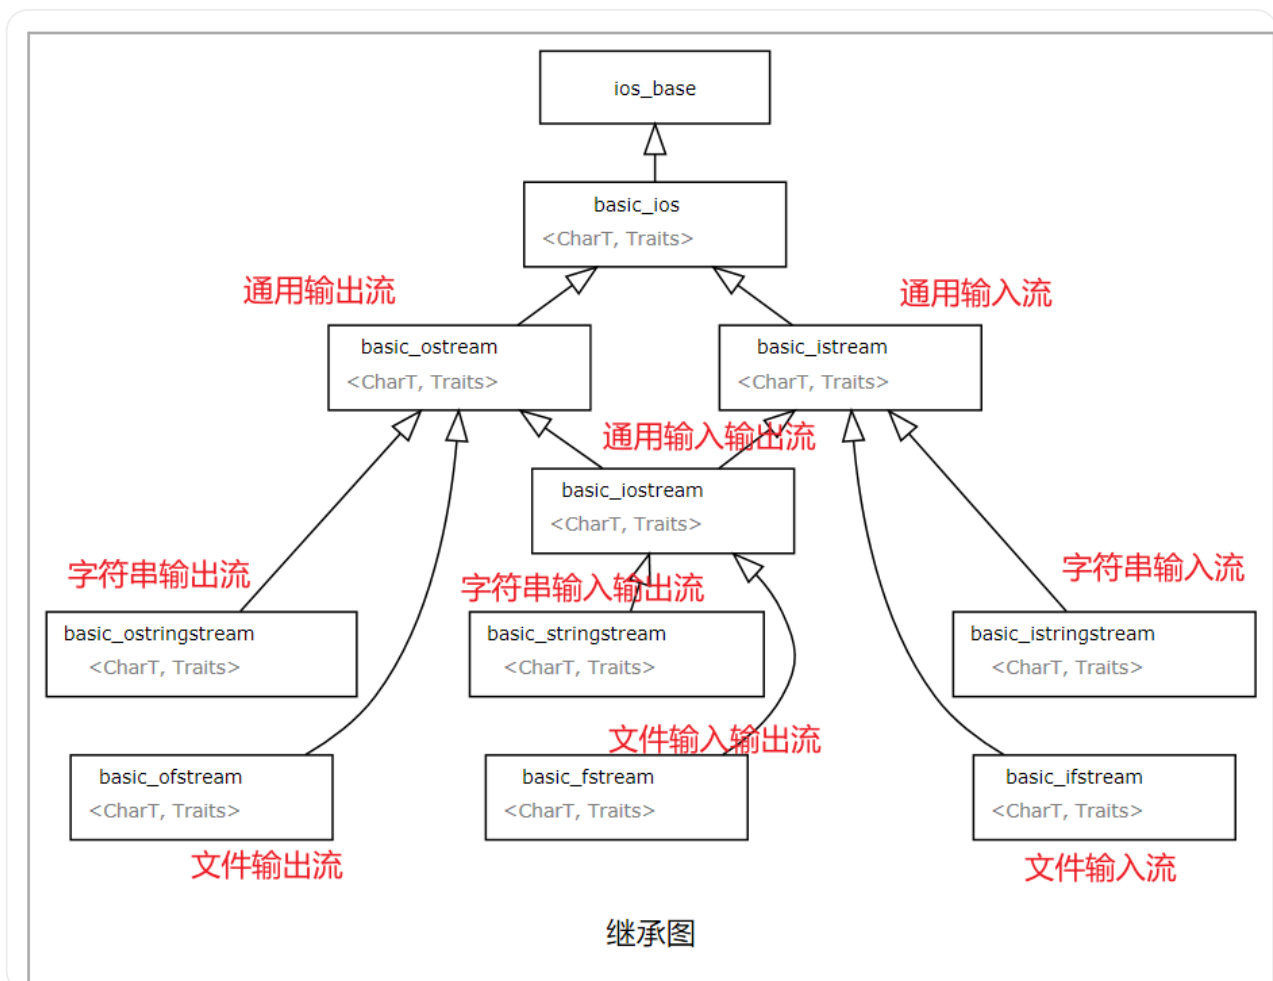 ios_base
basic_ios
<CharT, Traits>
通用输出流
通用输入流
basic_ostream
<CharT, Traits>
basic_istream
<CharT, Traits>
通用输入输出流
basic_iostream
<CharT, Traits>
字符串输出流
字符串输入输出流
字符串输入流
basic_ostringstream
<CharT, Traits>
basic_stringstream
<CharT, Traits>
basic_istringstream
<CharT, Traits>
文件输入输出流
basic_ofstream
<CharT, Traits>
basic_fstream
<CharT, Traits>
basic_ifstream
<CharT, Traits>
文件输出流
文件输入流
继承图